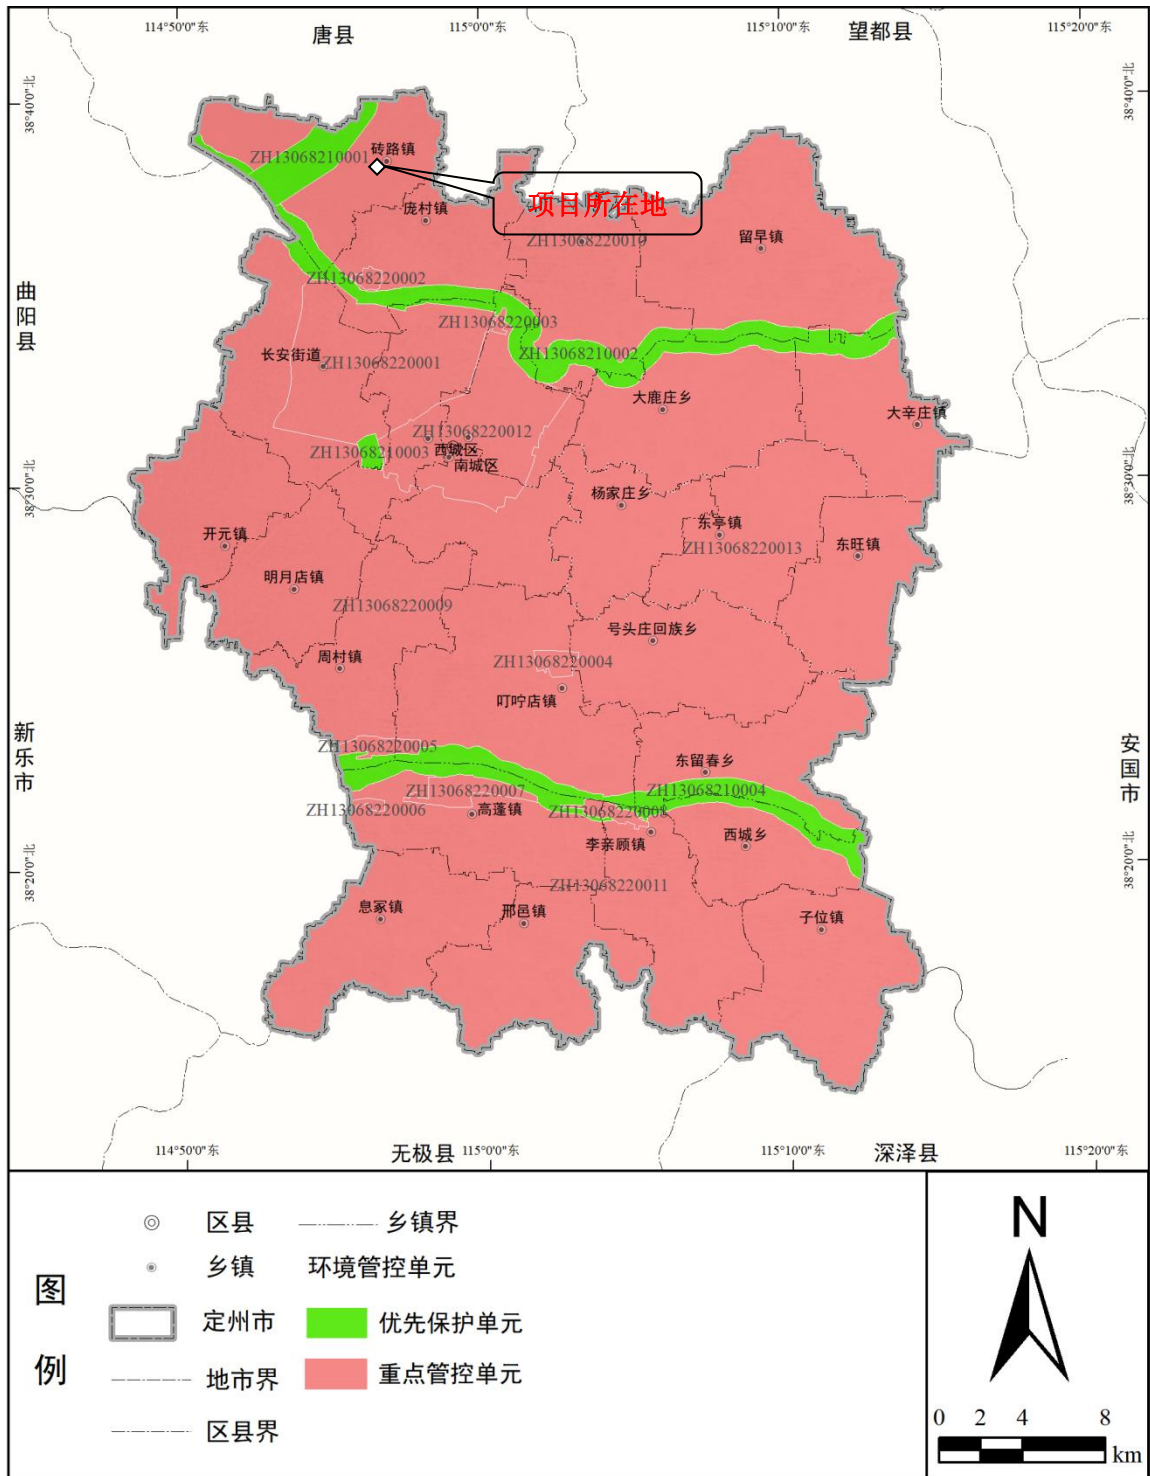 114°50'0"东
115°0'0"东
115°10'0"东
115°20'0"东
唐县
望都县
38°40'0"北
38°40'0"北
砖路镇
ZH13068210001
项目所在地
庞村镇
ZH13068220010
留早镇
曲阳县
ZH13068220002
ZH13068220003
长安街道
ZH13068220001
ZH13068210002
大鹿庄乡
大辛庄镇
ZH13068220012
ZH13068210003
西城区
南城区
38°30'0"北
38°30'0"北
杨家庄乡
开元镇
东亭镇
ZH13068220013
东旺镇
明月店镇
ZH13068220009
号头庄回族乡
周村镇
ZH13068220004
叮咛店镇
新乐市
安国市
ZH13068220005
东留春乡
ZH13068220007
ZH13068210004
ZH13068220006
高蓬镇
ZH13068220008
李亲顾镇
西城乡
38°20'0"北
38°20'0"北
ZH13068220011
息冢镇
邢邑镇
子位镇
114°50'0"东
无极县
115°0'0"东
115°10'0"东
深泽县
115°20'0"东
图例
区县
乡镇界
乡镇
环境管控单元
定州市
优先保护单元
地市界
重点管控单元
区县界
N
0 2 4 8
km